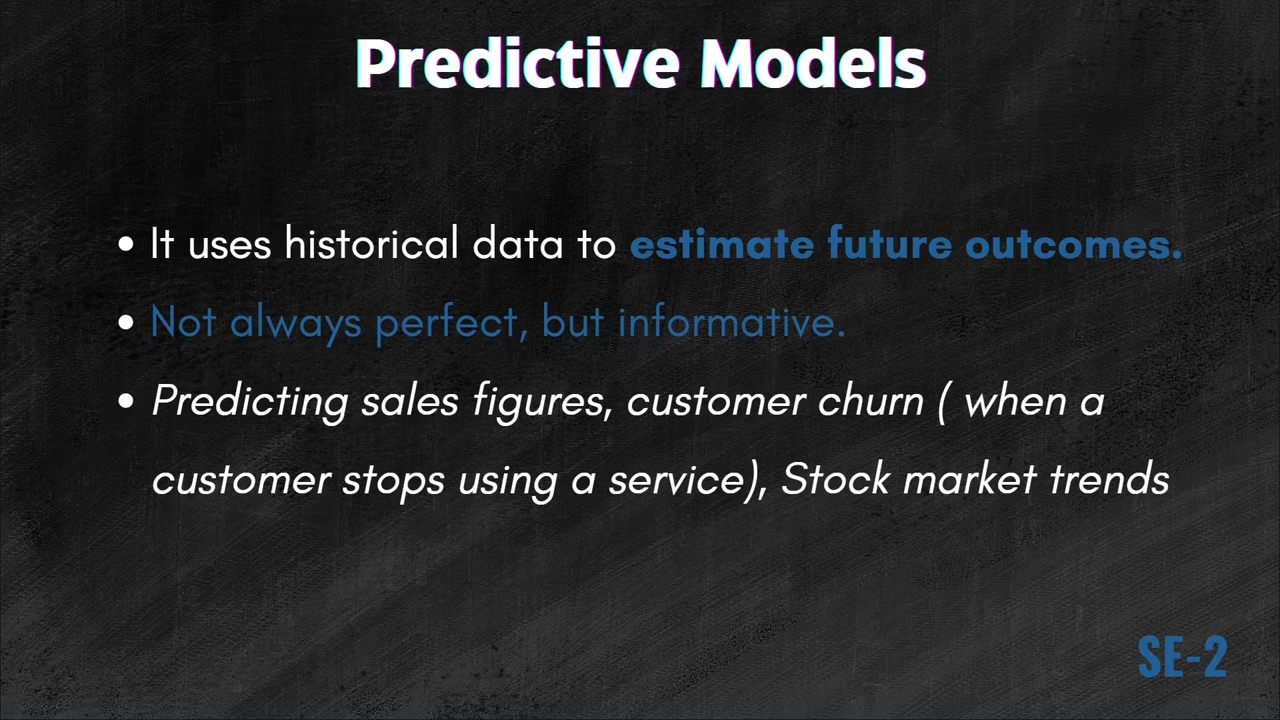 Predictive Models
• It uses historical data to estimate future outcomes.
• Not always perfect, but informative.
• Predicting sales figures, customer churn ( when a
customer stops using a service), Stock market trends
SE-2